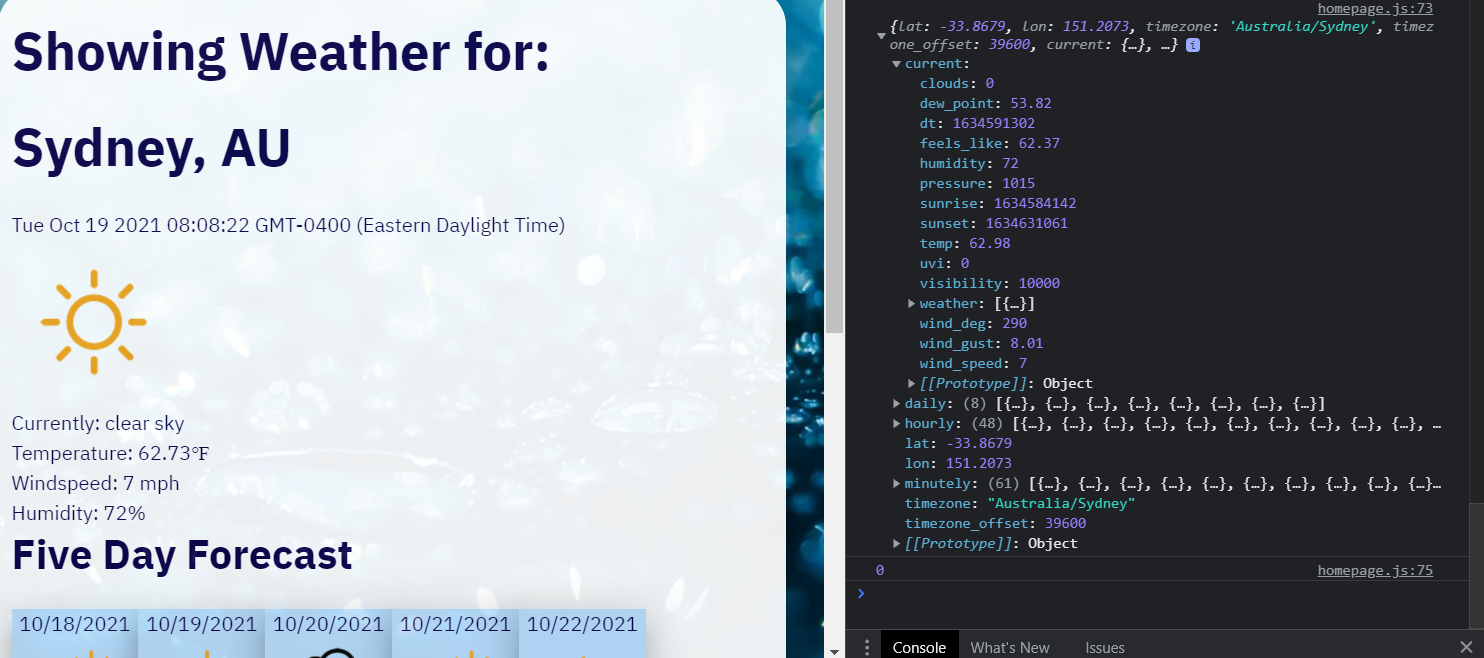 Showing Weather for:
Sydney, AU
Tue Oct 19 2021 08:08:22 GMT-0400 (Eastern Daylight Time)
Currently: clear sky
Temperature: 62.73°F
Windspeed: 7 mph
Humidity: 72%
Five Day Forecast
10/18/2021 10/19/2021 10/20/2021 10/21/2021 10/22/2021
homepage.js:73
{lat: -33.8679, lon: 151.2073, timezone: 'Australia/Sydney', timez
one_offset: 39600, current: {…}, …} i
current:
clouds: 0
dew_point: 53.82
dt: 1634591302
feels_like: 62.37
humidity: 72
pressure: 1015
sunrise: 1634584142
sunset: 1634631061
temp: 62.98
uvi: 0
visibility: 10000
weather: [{…}]
wind_deg: 290
wind_gust: 8.01
wind_speed: 7
[[Prototype]]: Object
daily: (8) [{…}, {…}, {…}, {…}, {…}, {…}, {…}, {…}]
hourly: (48) [{…}, {…}, {…}, {…}, {…}, {…}, {…}, {…}, {…}, {…}, …
lat: -33.8679
lon: 151.2073
minutely: (61) [{…}, {…}, {…}, {…}, {…}, {…}, {…}, {…}, {…}, {…}…
timezone: "Australia/Sydney"
timezone_offset: 39600
[[Prototype]]: Object
0 homepage.js:75
Console What's New Issues